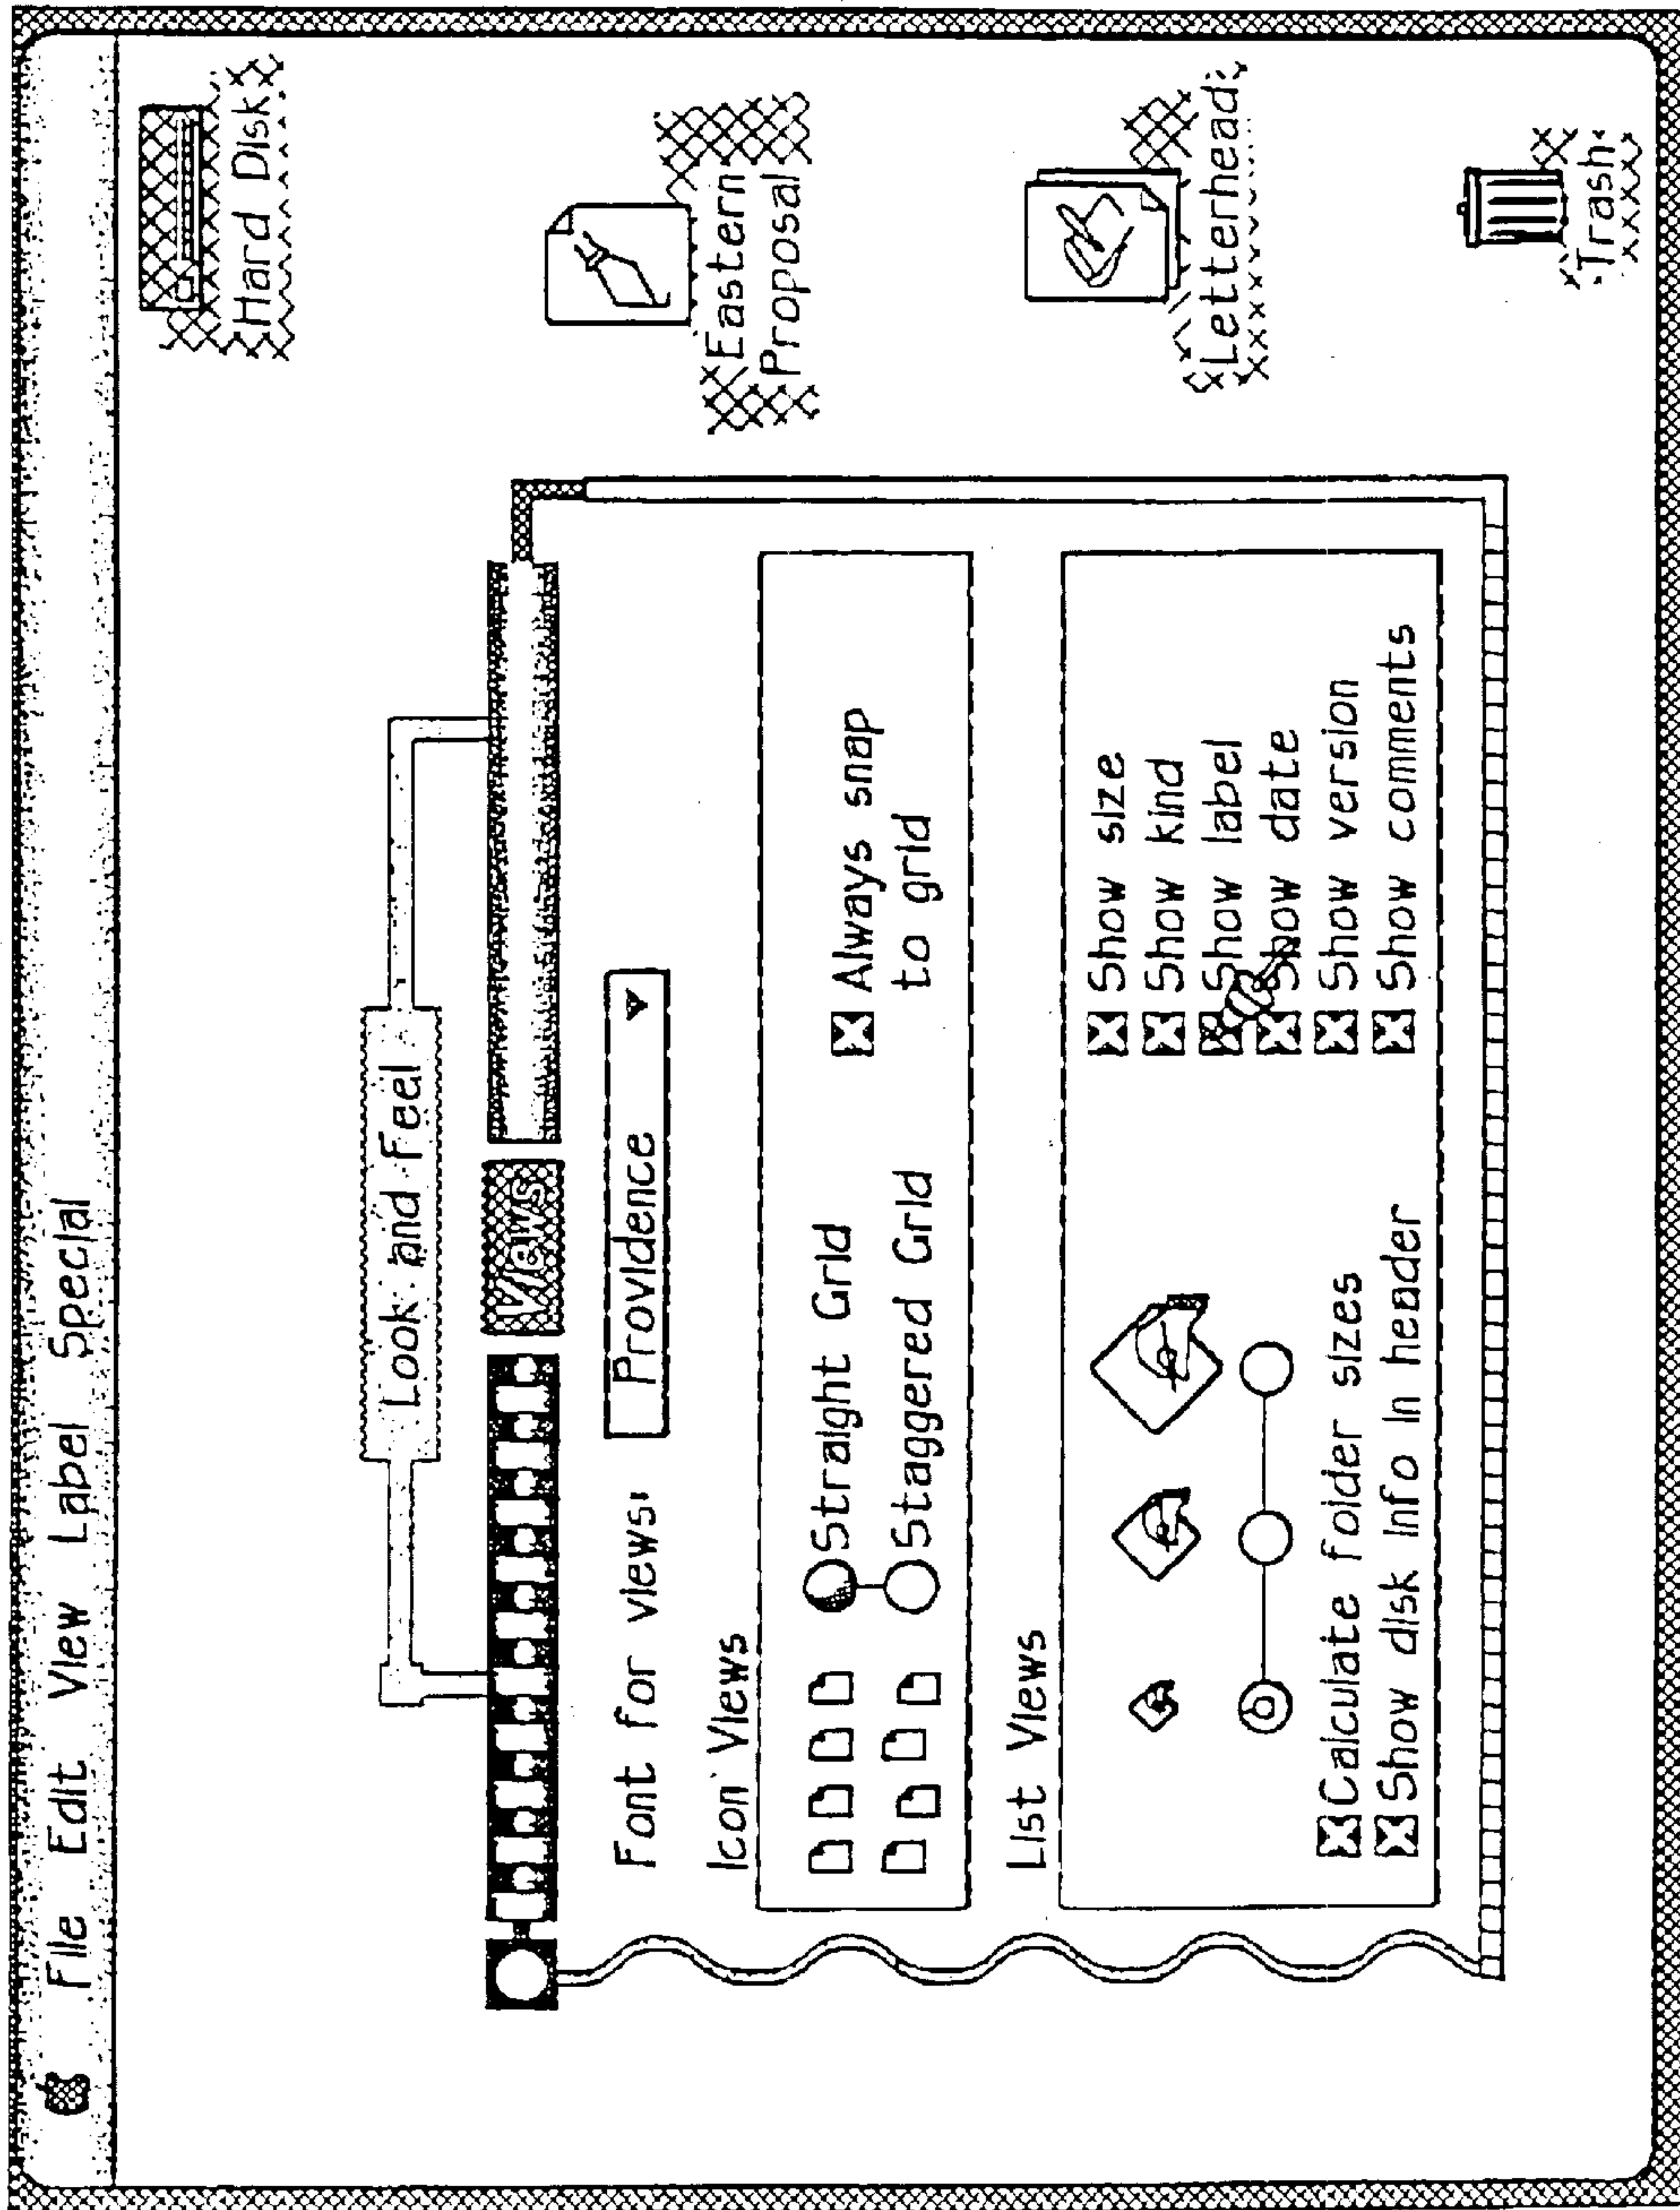 File Edit View Label Special
Hard Disk
Look and Feel
Views
Font for views: Providence
Eastern
Proposal
Icon Views
Straight Grid
Staggered Grid
Always snap
to grid
List Views
Show size
Show kind
Show label
Show date
Show version
Show comments
Calculate folder sizes
Show disk info in header
Letterhead
Trash